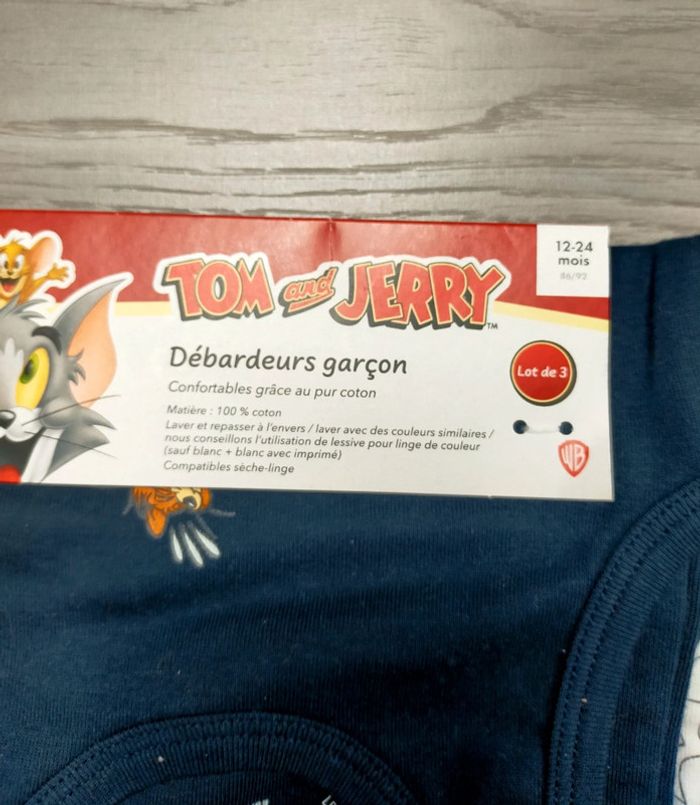 12-24
mois
86/92
TOM and JERRY™
Débardeurs garçon
Lot de 3
Confortables grâce au pur coton
Matière : 100 % coton
Laver et repasser à l'envers / laver avec des couleurs similaires /
nous conseillons l'utilisation de lessive pour linge de couleur
(sauf blanc + blanc avec imprimé)
Compatibles sèche-linge
WB